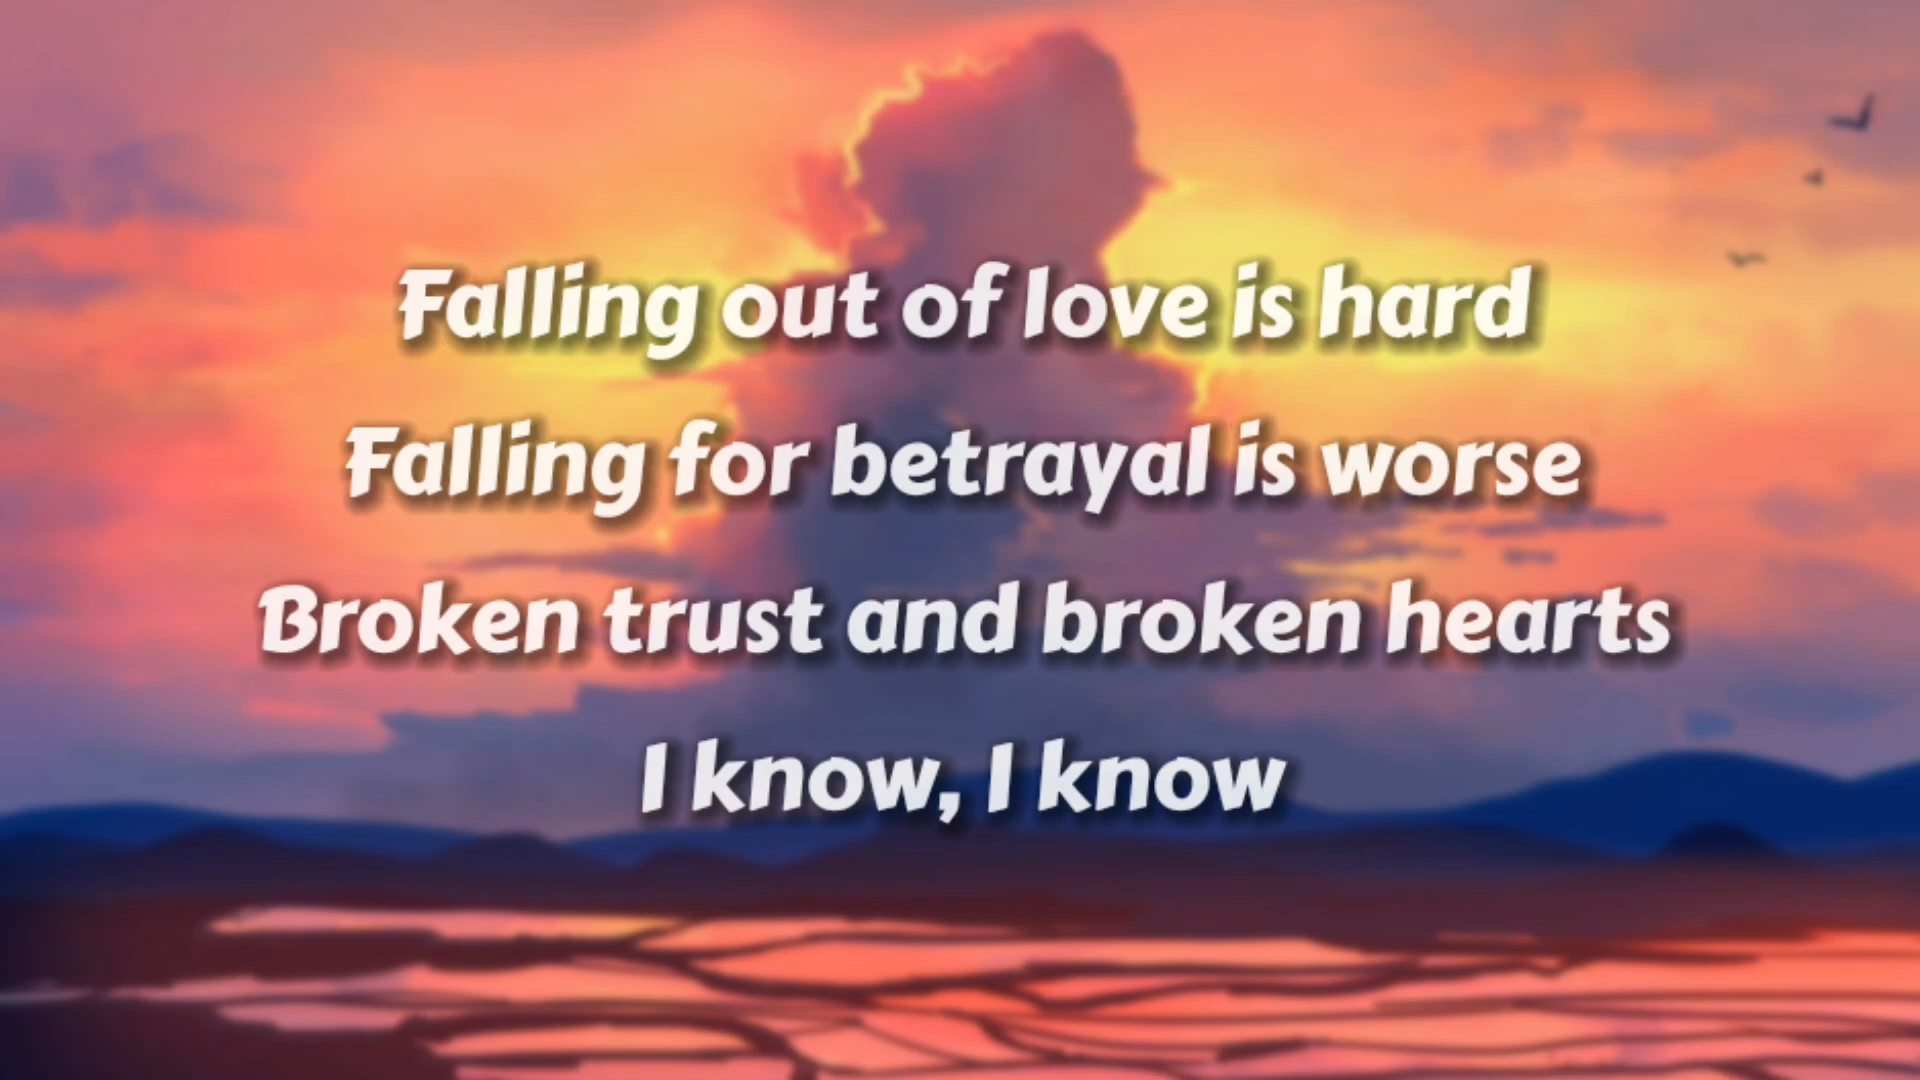 Falling out of love is hard
Falling for betrayal is worse
Broken trust and broken hearts
I know, I know